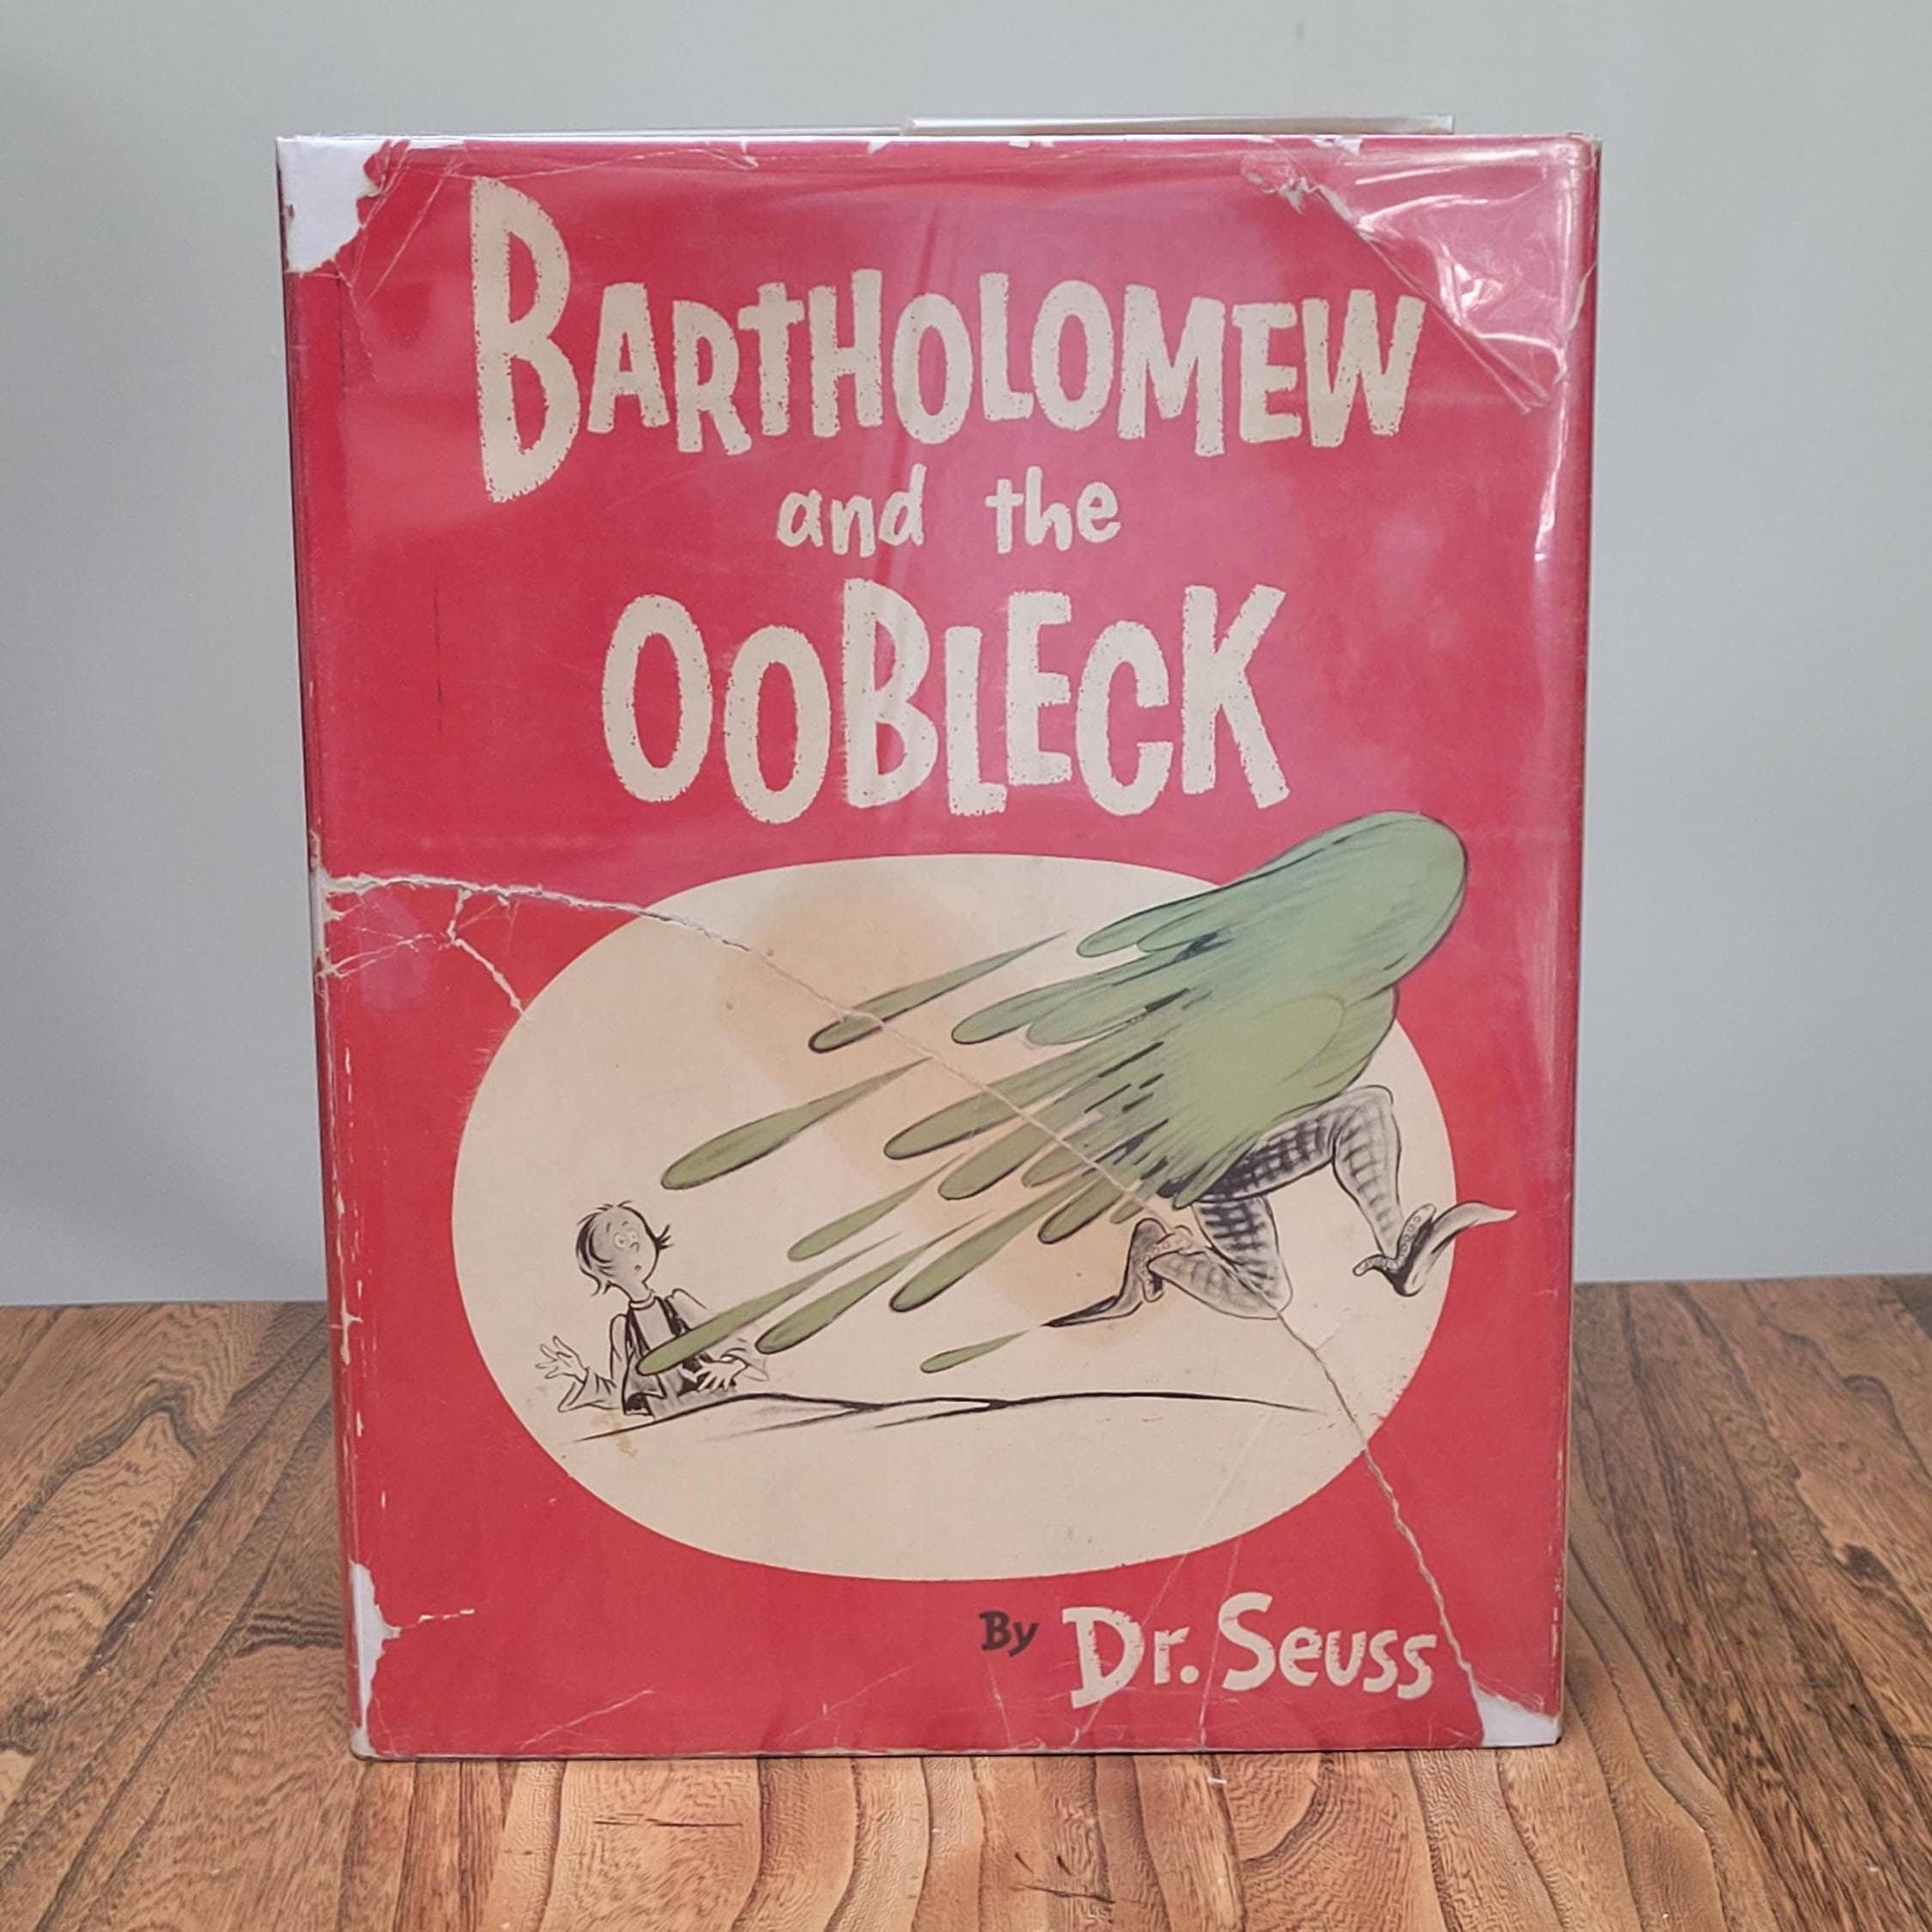 BARTHOLOMEW
and the
OOBLECK
By Dr. Seuss